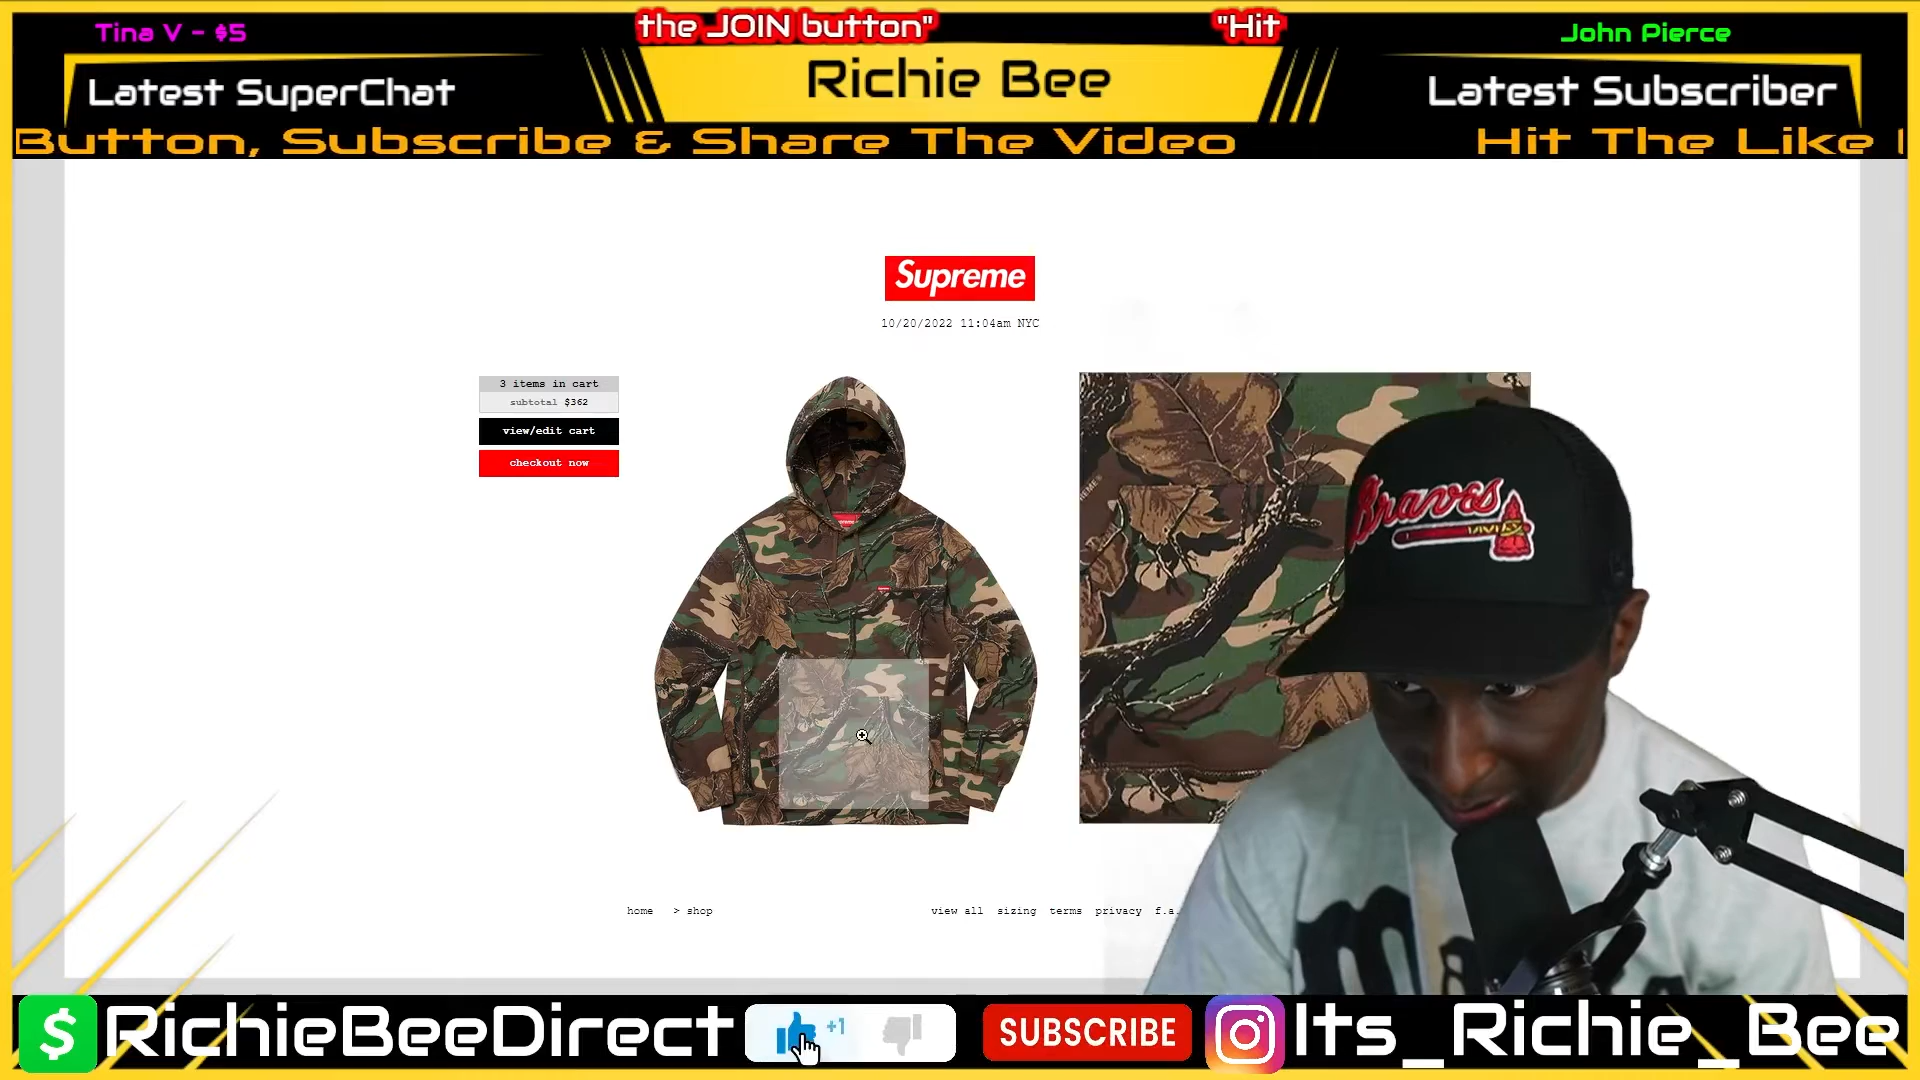 Tina V - $5
the JOIN button"
"Hit
John Pierce
Latest SuperChat
Richie Bee
Latest Subscriber
Button, Subscribe & Share The Video
Hit The Like
Supreme
10/20/2022 11:04am NYC
3 items in cart
subtotal $362
view/edit cart
checkout now
Braves
home > shop
view all sizing terms privacy f.a.
$ RichieBeeDirect
+1
SUBSCRIBE
Its_Richie_Bee